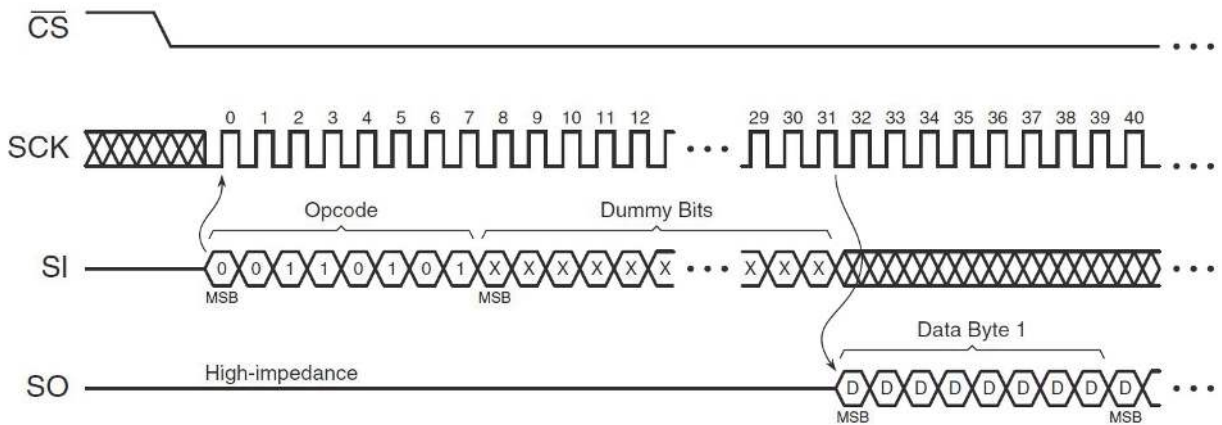 CS
0 1 2 3 4 5 6 7 8 9 10 11 12 29 30 31 32 33 34 35 36 37 38 39 40
SCK
Opcode Dummy Bits
SI 0 0 1 1 0 1 0 1 X X X X X X X X X
MSB MSB
Data Byte 1
High-impedance
SO D D D D D D D D D
MSB MSB